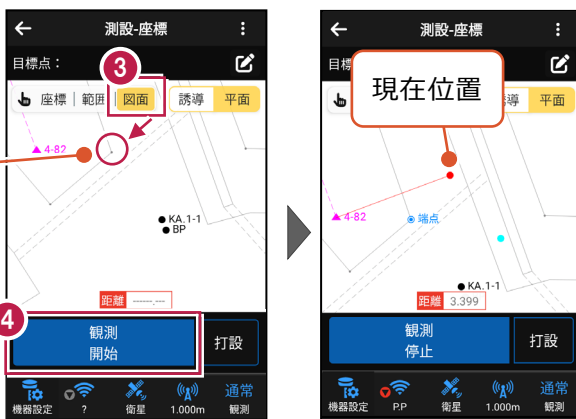 測設-座標
目標点：
3
座標 | 範囲 | 図面
誘導
平面
4-82
KA.1-1
BP
距離 ------.---
4
観測
開始
打設
機器設定
?
衛星
1.000m
通常
観測
測設-座標
目標
現在位置
導
平面
4-82
端点
KA.1-1
距離 3.399
観測
停止
打設
機器設定
P.P
衛星
1.000m
通常
観測